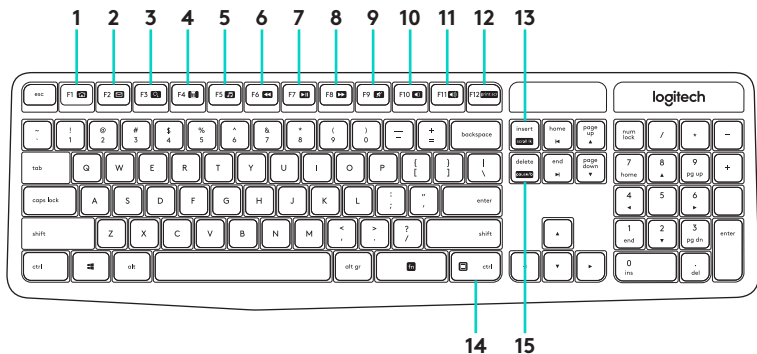 1 2 3 4 5 6 7 8 9 10 11 12 13
esc F1 F2 F3 F4 F5 F6 F7 F8 F9 F10 F11 F12
logitech
~ ! @ # $ % ^ & * ( ) — + backspace
1 2 3 4 5 6 7 8 9 0 - =
insert home page up
scroll lk
num lock / * -
tab Q W E R T Y U I O P { } |
[ ] \
delete end page down
7 8 9 +
home pg up
caps lock A S D F G H J K L : " enter
; '
4 5 6
shift Z X C V B N M < > ? shift
, . /
1 2 3 enter
end pg dn
ctrl alt alt gr fn ctrl
0 .
ins del
14 15